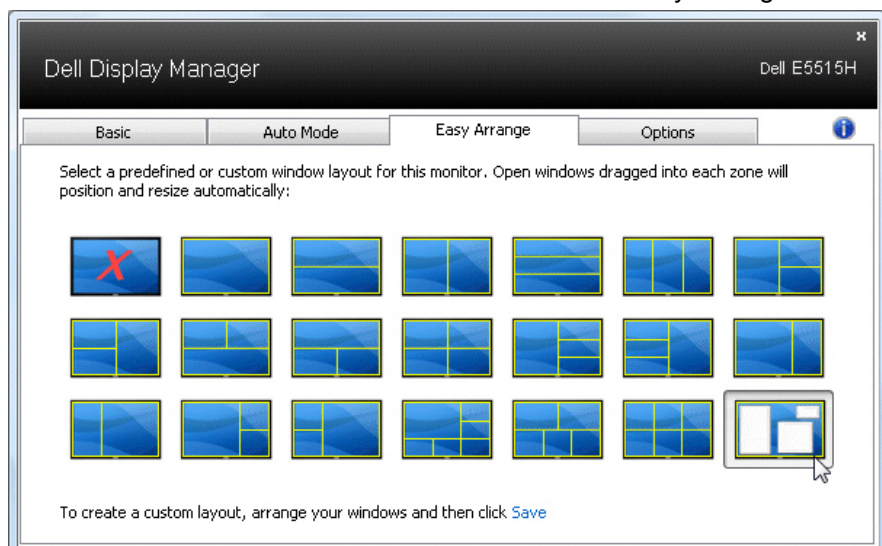 x
Dell Display Manager
Dell E5515H
Basic Auto Mode Easy Arrange Options
Select a predefined or custom window layout for this monitor. Open windows dragged into each zone will
position and resize automatically:
X
To create a custom layout, arrange your windows and then click Save